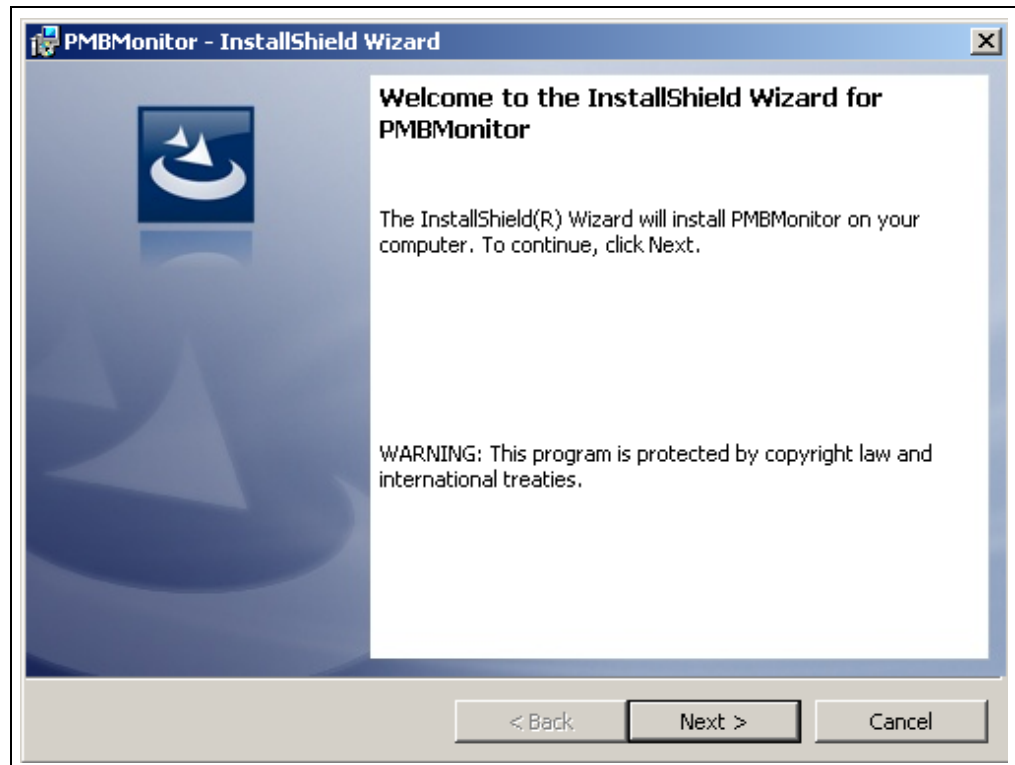 PMBMonitor - InstallShield Wizard
Welcome to the InstallShield Wizard for
PMBMonitor
The InstallShield(R) Wizard will install PMBMonitor on your
computer. To continue, click Next.
WARNING: This program is protected by copyright law and
international treaties.
< Back
Next >
Cancel